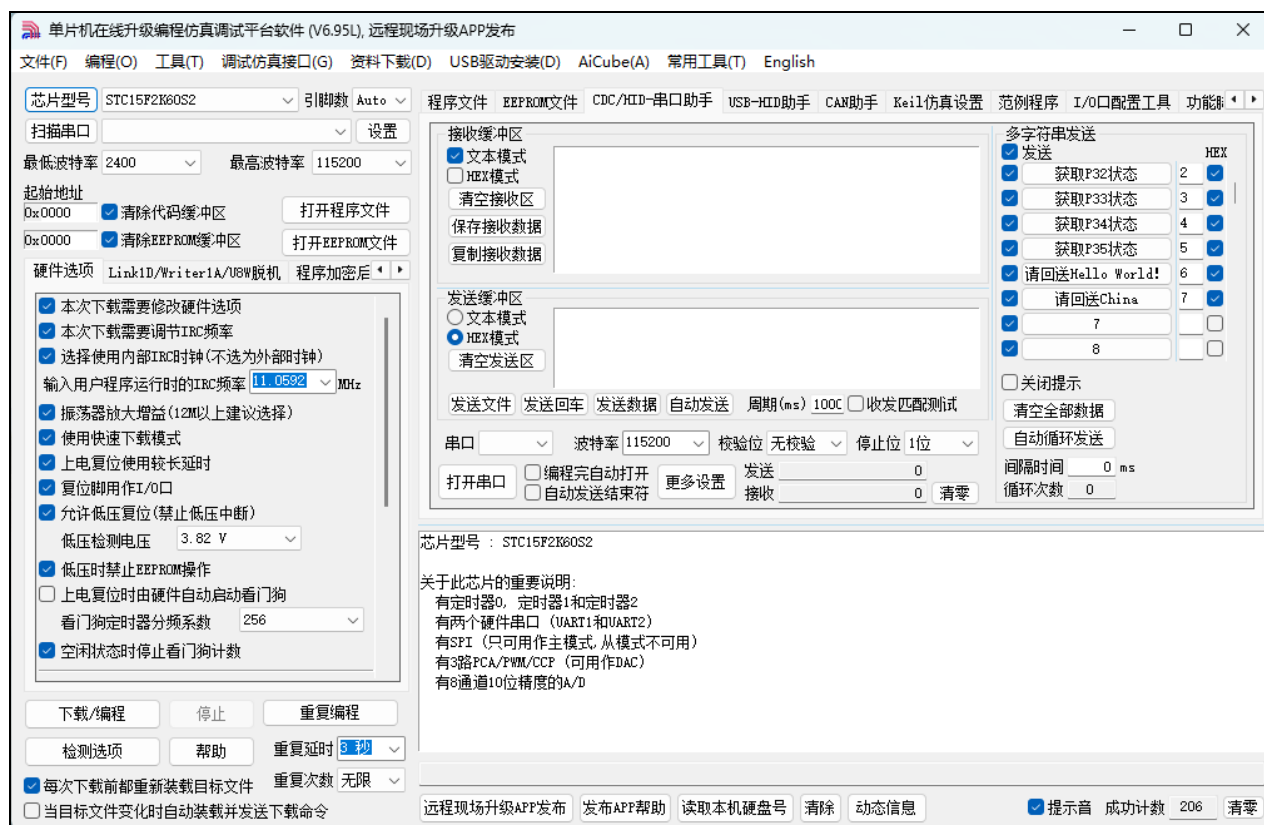 单片机在线升级编程仿真调试平台软件 (V6.95L), 远程现场升级APP发布
文件(F) 编程(O) 工具(T) 调试仿真接口(G) 资料下载(D) USB驱动安装(D) AiCube(A) 常用工具(T) English
芯片型号 STC15F2K60S2 引脚数 Auto
扫描串口 设置
最低波特率 2400 最高波特率 115200
起始地址
0x0000 清除代码缓冲区 打开程序文件
0x0000 清除EEPROM缓冲区 打开EEPROM文件
硬件选项 Link1D/Writer1A/U8W脱机 程序加密后
本次下载需要修改硬件选项
本次下载需要调节IRC频率
选择使用内部IRC时钟(不选为外部时钟)
输入用户程序运行时的IRC频率 11.0592 MHz
振荡器放大增益(12M以上建议选择)
使用快速下载模式
上电复位使用较长延时
复位脚用作I/O口
允许低压复位(禁止低压中断)
低压检测电压 3.82 V
低压时禁止EEPROM操作
上电复位时由硬件自动启动看门狗
看门狗定时器分频系数 256
空闲状态时停止看门狗计数
下载/编程 停止 重复编程
检测选项 帮助 重复延时 3 秒
每次下载前都重新装载目标文件 重复次数 无限
当目标文件变化时自动装载并发送下载命令
程序文件 EEPROM文件 CDC/HID-串口助手 USB-HID助手 CAN助手 Keil仿真设置 范例程序 I/O口配置工具
接收缓冲区
文本模式
HEX模式
清空接收区
保存接收数据
复制接收数据
发送缓冲区
文本模式
HEX模式
清空发送区
发送文件 发送回车 发送数据 自动发送 周期(ms) 100 收发匹配测试
串口 波特率 115200 校验位 无校验 停止位 1位
打开串口 编程完自动打开 更多设置 发送 0
自动发送结束符 接收 0 清零
多字符串发送
发送 HEX
获取P32状态 2
获取P33状态 3
获取P34状态 4
获取P35状态 5
请回送Hello World! 6
请回送China 7
7
8
关闭提示
清空全部数据
自动循环发送
间隔时间 0 ms
循环次数 0
芯片型号 : STC15F2K60S2
关于此芯片的重要说明:
有定时器0, 定时器1和定时器2
有两个硬件串口 (UART1和UART2)
有SPI (只可用作主模式,从模式不可用)
有3路PCA/PWM/CCP (可用作DAC)
有8通道10位精度的A/D
远程现场升级APP发布 发布APP帮助 读取本机硬盘号 清除 动态信息 提示音 成功计数 206 清零